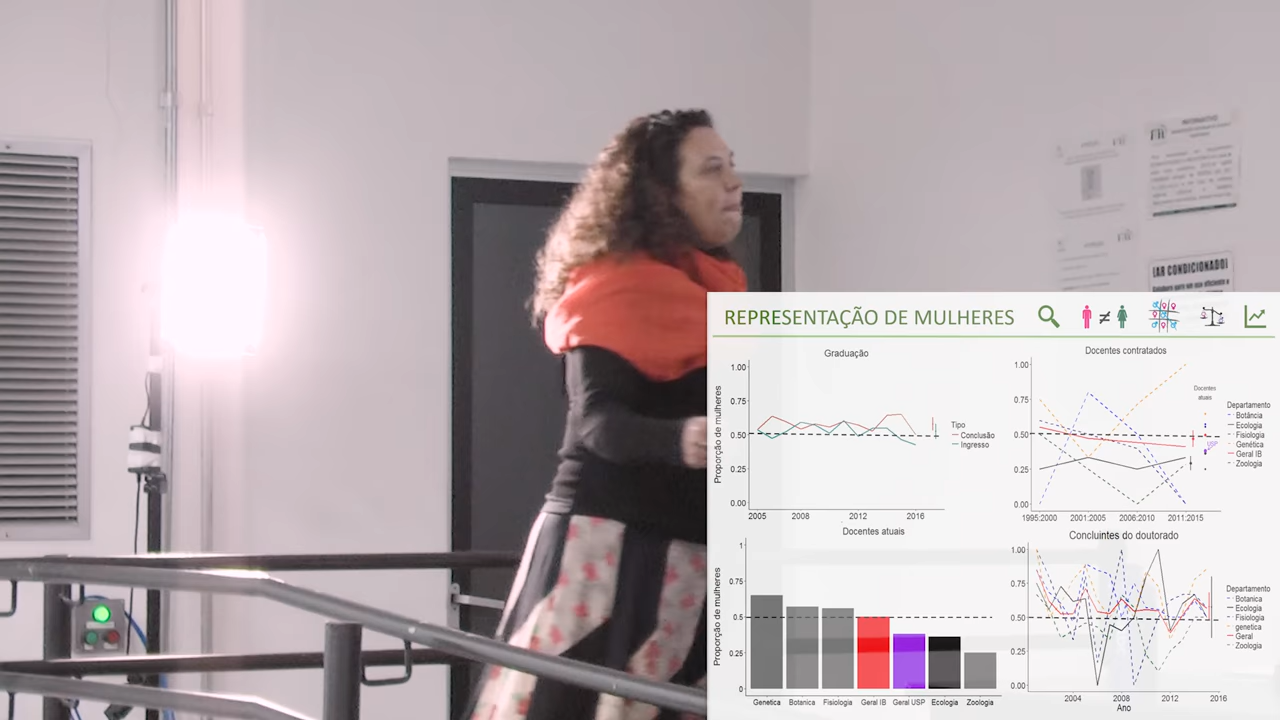 INFORMATIVO
LAR CONDICIONADO!
REPRESENTAÇÃO DE MULHERES
≠
Graduação
Proporção de mulheres
1.00
0.75
0.50
0.25
0.00
2005
2008
2012
2016
Tipo
Conclusão
Ingresso
Docentes contratados
1.00
0.75
0.50
0.25
0.00
1995:2000
2001:2005
2006:2010
2011:2015
Docentes
atuais
USP
Departamento
Botância
Ecologia
Fisiologia
Genética
Geral IB
Zoologia
Docentes atuais
Proporção de mulheres
1
0.75
0.5
0.25
0
Genetica
Botanica
Fisiologia
Geral IB
Geral USP
Ecologia
Zoologia
Concluintes do doutorado
1.00
0.75
0.50
0.25
0.00
2004
2008
2012
2016
Ano
Departamento
Botanica
Ecologia
Fisiologia
genetica
Geral
Zoologia